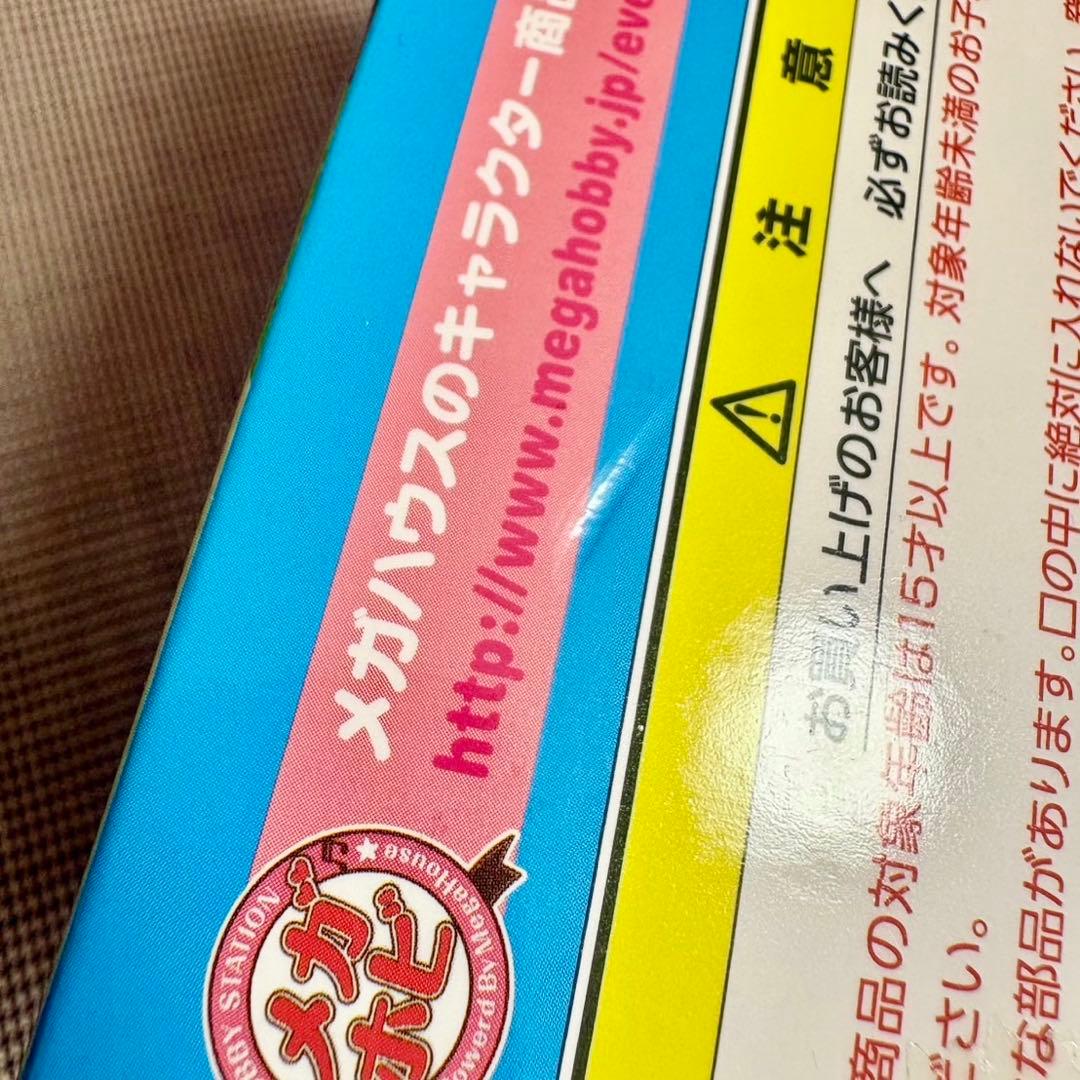 メガハウスのキャラクター商
http://www.megahobby.jp/eve
メガ
ホビ
STATION
MegaHouse
注意
お買い上げのお客様へ 必ずお読みく
商品の対象年齢は15才以上です。対象年齢未満のお子
ださい。
な部品があります。口の中に絶対に入れないでください。